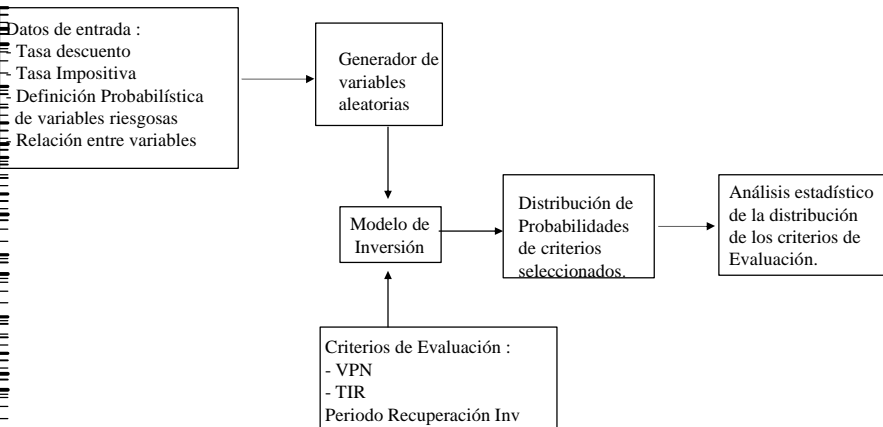 Datos de entrada :
- Tasa descuento
- Tasa Impositiva
- Definición Probabilística
de variables riesgosas
- Relación entre variables
Generador de
variables
aleatorias
Modelo de
Inversión
Distribución de
Probabilidades
de criterios
seleccionados.
Análisis estadístico
de la distribución
de los criterios de
Evaluación.
Criterios de Evaluación :
- VPN
- TIR
Periodo Recuperación Inv